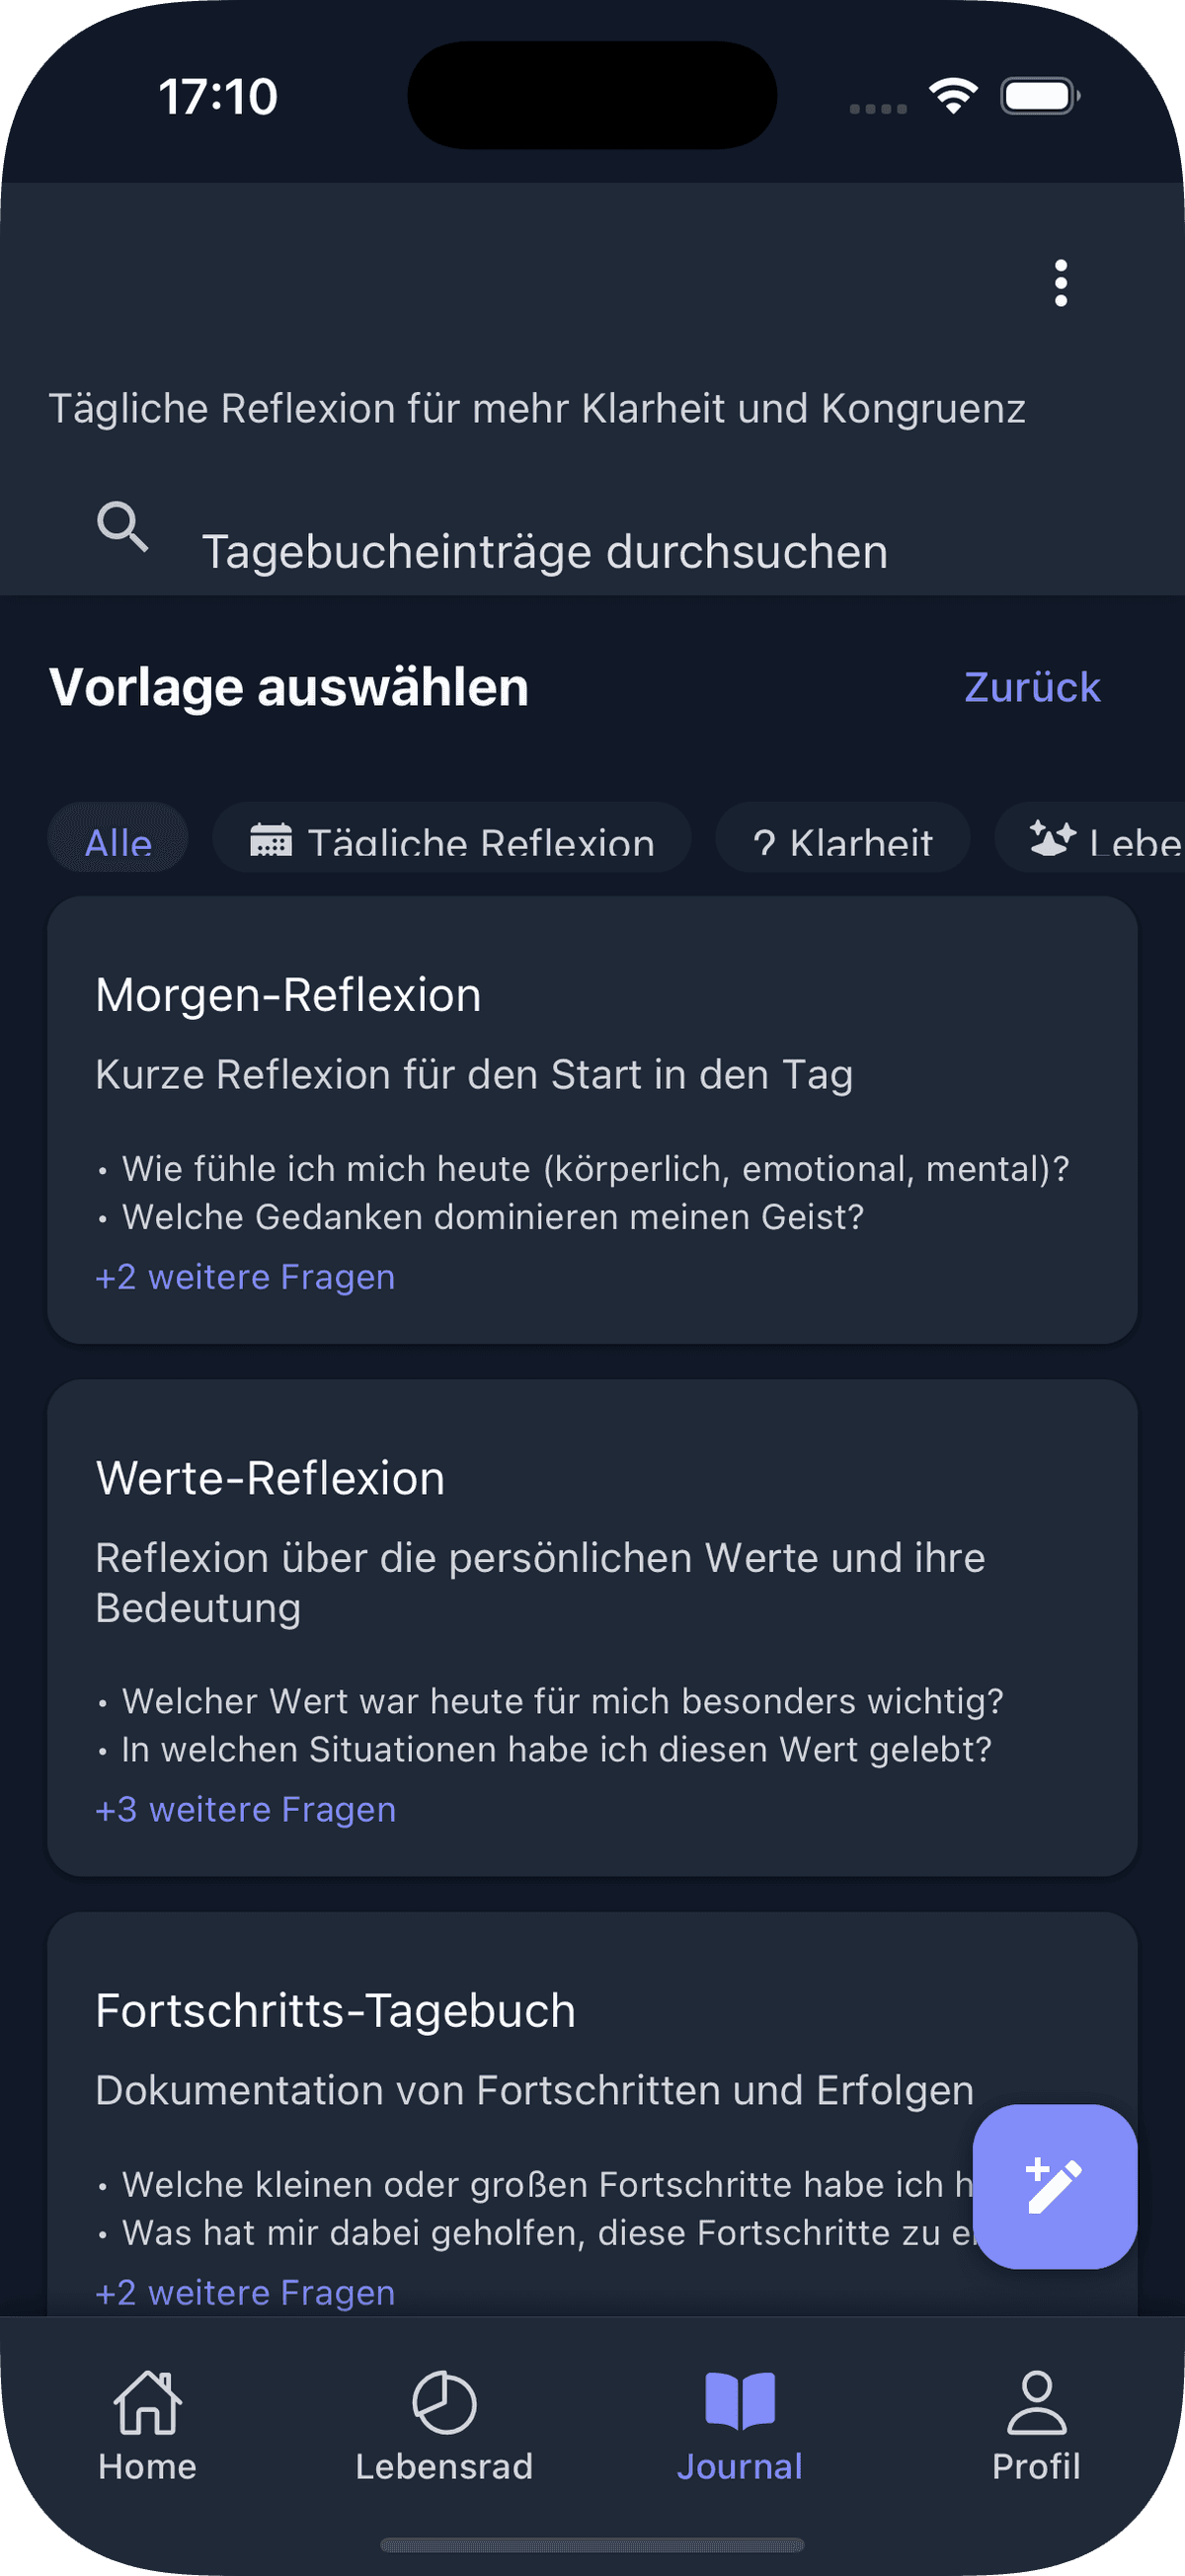 17:10
Tägliche Reflexion für mehr Klarheit und Kongruenz
Tagebucheinträge durchsuchen
Vorlage auswählen
Zurück
Alle
Tägliche Reflexion
? Klarheit
Lebe
Morgen-Reflexion
Kurze Reflexion für den Start in den Tag
• Wie fühle ich mich heute (körperlich, emotional, mental)?
• Welche Gedanken dominieren meinen Geist?
+2 weitere Fragen
Werte-Reflexion
Reflexion über die persönlichen Werte und ihre
Bedeutung
• Welcher Wert war heute für mich besonders wichtig?
• In welchen Situationen habe ich diesen Wert gelebt?
+3 weitere Fragen
Fortschritts-Tagebuch
Dokumentation von Fortschritten und Erfolgen
• Welche kleinen oder großen Fortschritte habe ich h
• Was hat mir dabei geholfen, diese Fortschritte zu
+2 weitere Fragen
Home
Lebensrad
Journal
Profil